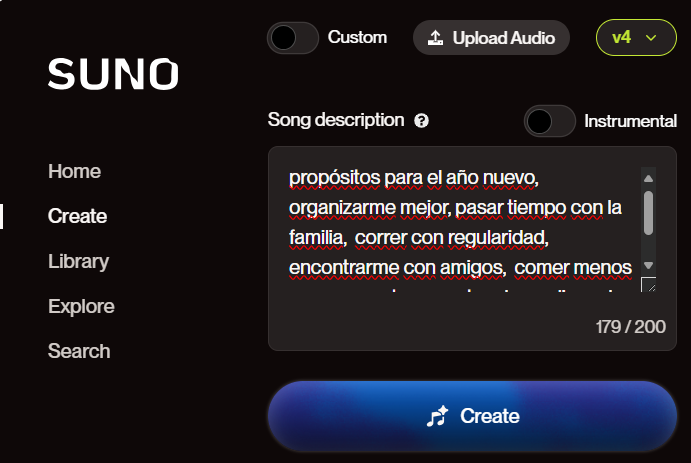 Custom
Upload Audio
v4
SUNO
Song description ?
Instrumental
Home
Create
Library
Explore
Search
propósitos para el año nuevo,
organizarme mejor, pasar tiempo con la
familia,  correr con regularidad,
encontrarme con amigos,  comer menos
179 / 200
Create